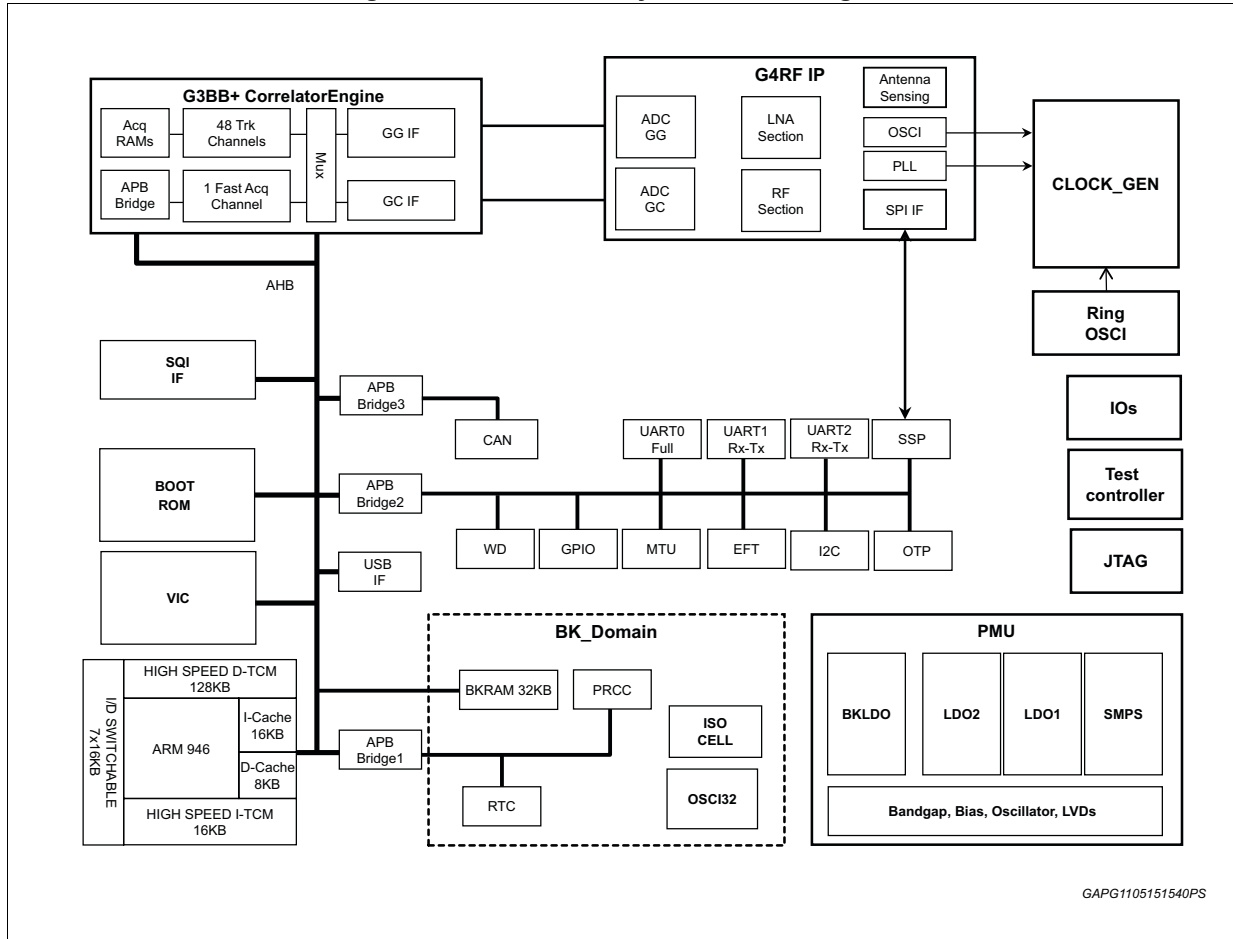 G3BB+ CorrelatorEngine
Acq
RAMs
48 Trk
Channels
Mux
GG IF
APB
Bridge
1 Fast Acq
Channel
GC IF
G4RF IP
ADC
GG
LNA
Section
Antenna
Sensing
OSCI
PLL
ADC
GC
RF
Section
SPI IF
CLOCK_GEN
Ring
OSCI
AHB
SQI
IF
APB
Bridge3
CAN
UART0
Full
UART1
Rx-Tx
UART2
Rx-Tx
SSP
IOs
BOOT
ROM
APB
Bridge2
Test
controller
WD
GPIO
MTU
EFT
I2C
OTP
JTAG
VIC
USB
IF
BK_Domain
BKRAM 32KB
PRCC
ISO
CELL
RTC
OSCI32
PMU
BKLDO
LDO2
LDO1
SMPS
Bandgap, Bias, Oscillator, LVDs
I/D SWITCHABLE
7x16KB
HIGH SPEED D-TCM
128KB
ARM 946
I-Cache
16KB
D-Cache
8KB
HIGH SPEED I-TCM
16KB
APB
Bridge1
GAPG1105151540PS